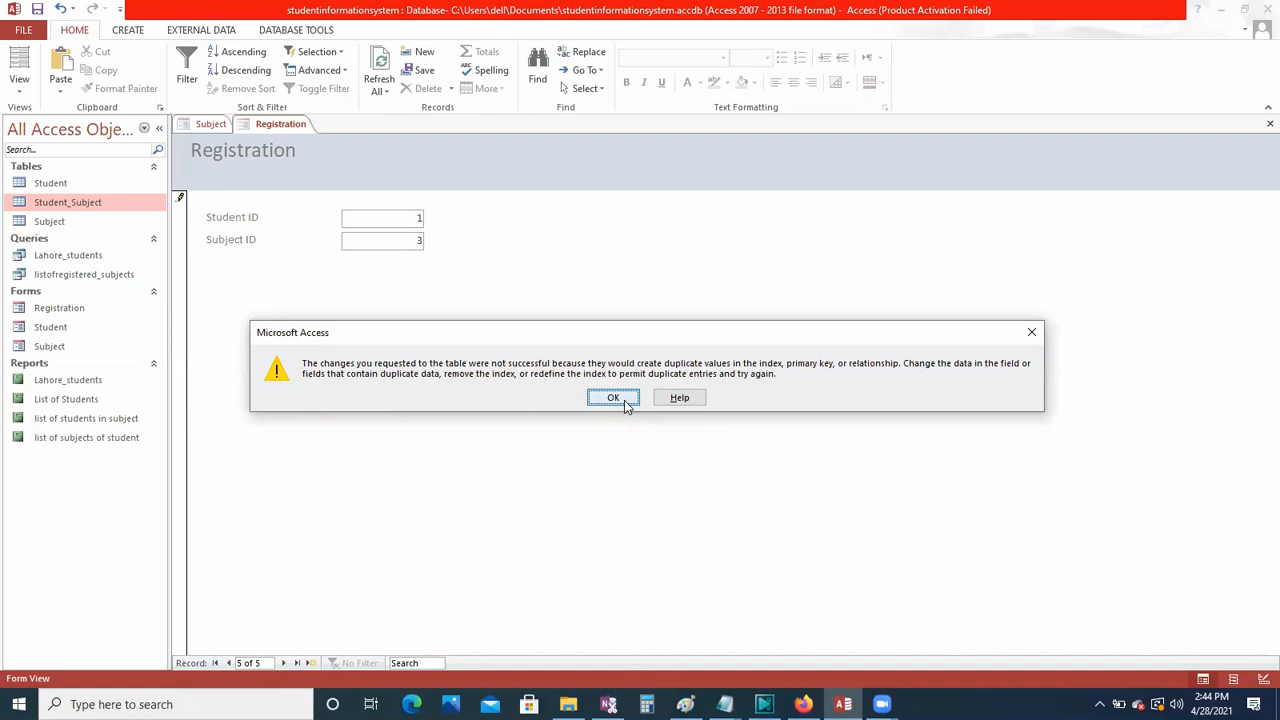 studentinformationsystem : Database- C:\Users\dell\Documents\studentinformationsystem.accdb (Access 2007 - 2013 file format) - Access (Product Activation Failed)
FILE HOME CREATE EXTERNAL DATA DATABASE TOOLS
View
Views
Paste
Cut
Copy
Format Painter
Clipboard
Filter
Ascending
Descending
Remove Sort
Selection
Advanced
Toggle Filter
Sort & Filter
Refresh
All
New
Save
Delete
Totals
Spelling
More
Records
Find
Replace
Go To
Select
Find
B I U A
Text Formatting
All Access Obje...
Search...
Tables
Student
Student_Subject
Subject
Queries
Lahore_students
listofregistered_subjects
Forms
Registration
Student
Subject
Reports
Lahore_students
List of Students
list of students in subject
list of subjects of student
Subject Registration
Registration
Student ID 1
Subject ID 3
Microsoft Access
The changes you requested to the table were not successful because they would create duplicate values in the index, primary key, or relationship. Change the data in the field or
fields that contain duplicate data, remove the index, or redefine the index to permit duplicate entries and try again.
OK Help
Record: 5 of 5 No Filter Search
Form View
Type here to search
2:44 PM
4/28/2021